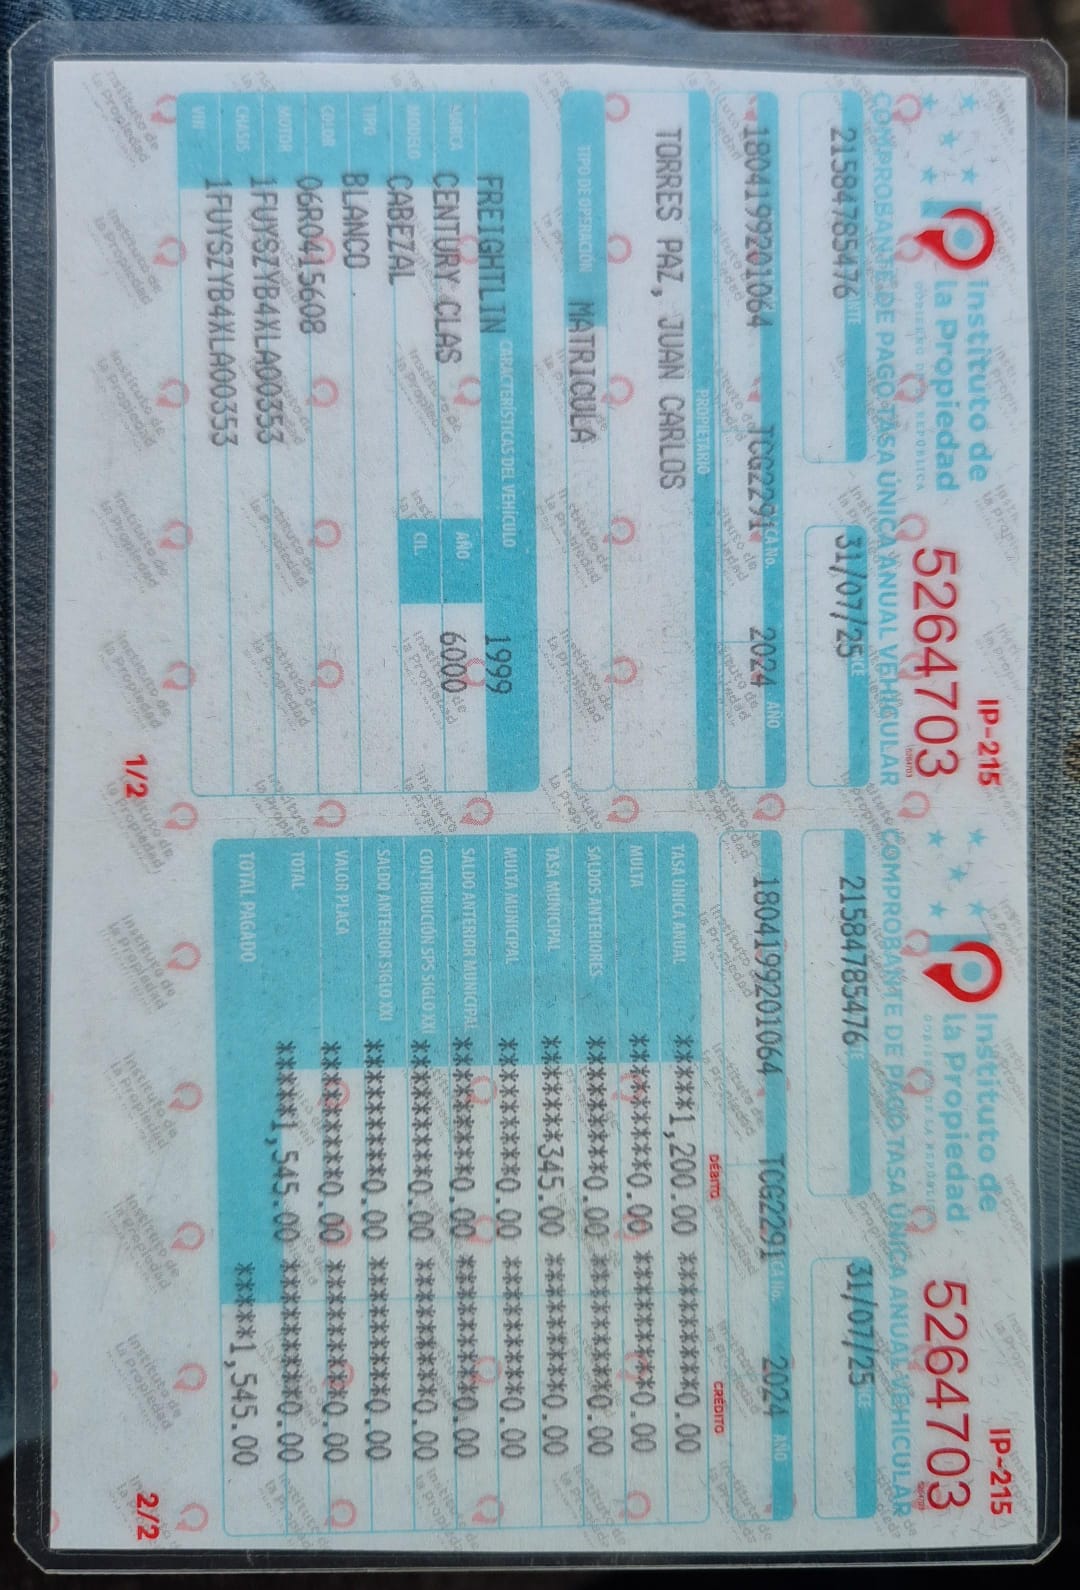 Instituto de
la Propiedad
GOBIERNO DE LA REPÚBLICA
5264703
IP-215
COMPROBANTE DE PAGO TASA ÚNICA ANUAL VEHICULAR
21584785476
31/07/25
CA No.
AÑO
1804199201064
TCG2291
2024
PROPIETARIO
TORRES PAZ, JUAN CARLOS
TIPO DE OPERACIÓN MATRICULA
CARACTERÍSTICAS DEL VEHÍCULO
MARCA FREIGHTLIN AÑO 1999
MODELO CENTURY CLAS CIL. 6000
TIPO CABEZAL
COLOR BLANCO
MOTOR 06R0415608
CHASIS 1FUYSZYB4XLA00353
VIN 1FUYSZYB4XLA00353
1/2
Instituto de
la Propiedad
GOBIERNO DE LA REPÚBLICA
5264703
IP-215
COMPROBANTE DE PAGO TASA ÚNICA ANUAL VEHICULAR
21584785476
31/07/25
CA No.
AÑO
1804199201064
TCG2291
2024
DÉBITO CRÉDITO
TASA ÚNICA ANUAL *****1,200.00 *********0.00
MULTA *********0.00 *********0.00
SALDOS ANTERIORES *********0.00 *********0.00
TASA MUNICIPAL *******345.00 *********0.00
MULTA MUNICIPAL *********0.00 *********0.00
SALDO ANTERIOR MUNICIPAL *********0.00 *********0.00
CONTRIBUCIÓN SPS SIGLO XXI *********0.00 *********0.00
SALDO ANTERIOR SIGLO XXI *********0.00 *********0.00
VALOR PLACA *********0.00 *********0.00
TOTAL *****1,545.00 *********0.00
TOTAL PAGADO *****1,545.00
2/2